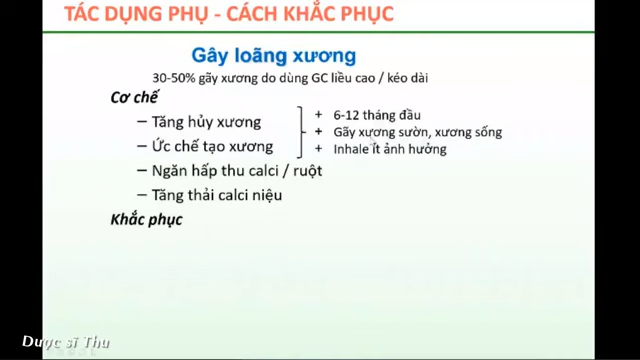 TÁC DỤNG PHỤ - CÁCH KHẮC PHỤC
Gây loãng xương
30-50% gãy xương do dùng GC liều cao / kéo dài
Cơ chế
– Tăng hủy xương
– Ức chế tạo xương
– Ngăn hấp thu calci / ruột
– Tăng thải calci niệu
+ 6-12 tháng đầu
+ Gãy xương sườn, xương sống
+ Inhale ít ảnh hưởng
Khắc phục
Dược sĩ Thu